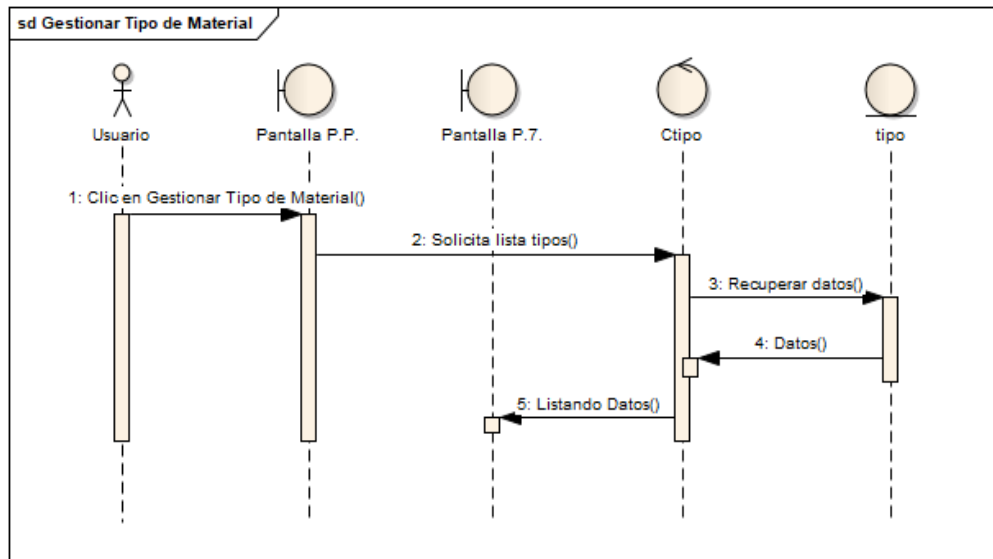 sd Gestionar Tipo de Material
Usuario
Pantalla P.P.
Pantalla P.7.
Ctipo
tipo
1: Clic en Gestionar Tipo de Material()
2: Solicita lista tipos()
3: Recuperar datos()
4: Datos()
5: Listando Datos()